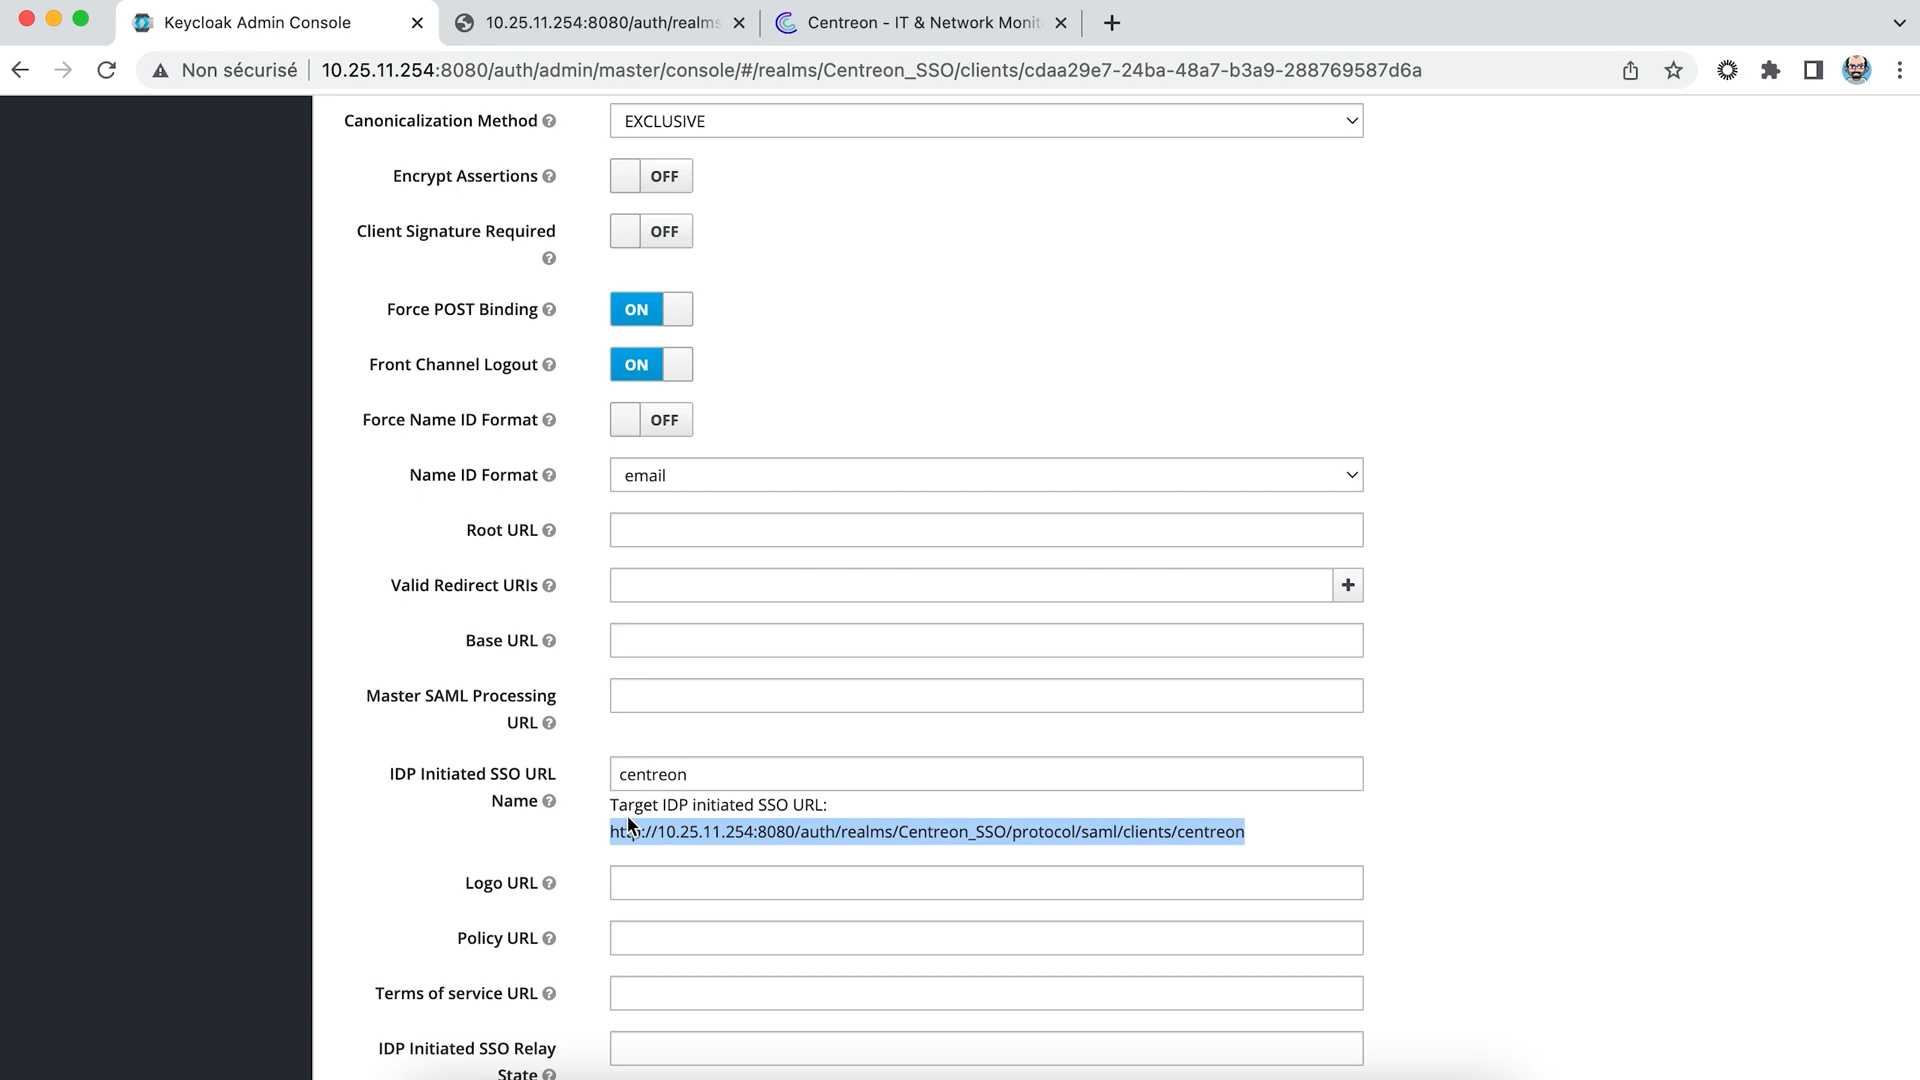 Keycloak Admin Console
10.25.11.254:8080/auth/realms
Centreon - IT & Network Monit
Non sécurisé
10.25.11.254:8080/auth/admin/master/console/#/realms/Centreon_SSO/clients/cdaa29e7-24ba-48a7-b3a9-288769587d6a
Canonicalization Method
EXCLUSIVE
Encrypt Assertions
OFF
Client Signature Required
OFF
Force POST Binding
ON
Front Channel Logout
ON
Force Name ID Format
OFF
Name ID Format
email
Root URL
Valid Redirect URIs
Base URL
Master SAML Processing
URL
IDP Initiated SSO URL
Name
centreon
Target IDP initiated SSO URL:
http://10.25.11.254:8080/auth/realms/Centreon_SSO/protocol/saml/clients/centreon
Logo URL
Policy URL
Terms of service URL
IDP Initiated SSO Relay
State